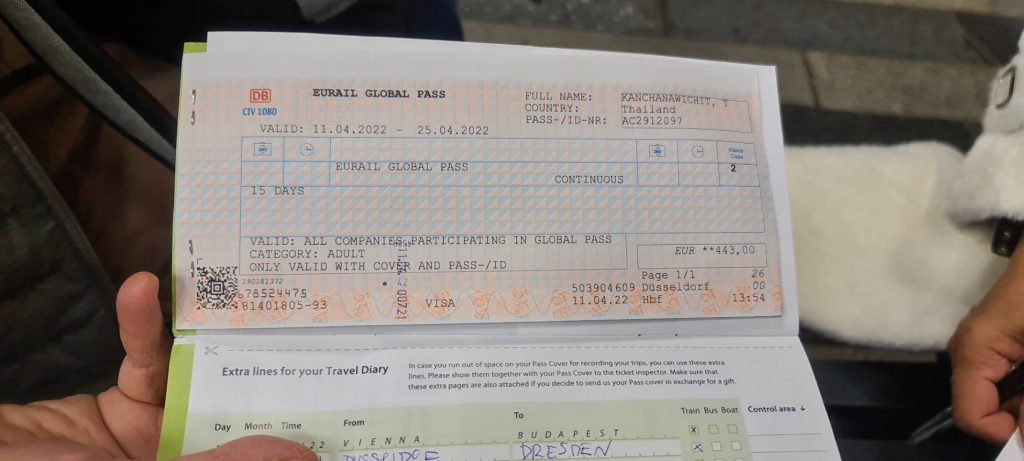 DB
CIV 1080
EURAIL GLOBAL PASS
FULL NAME: KANCHANAWICHIT, T
COUNTRY: Thailand
PASS-/ID-NR: AC2912097
VALID: 11.04.2022 - 25.04.2022
Klasse
Class
EURAIL GLOBAL PASS
2
CONTINUOUS
15 DAYS
VALID: ALL COMPANIES PARTICIPATING IN GLOBAL PASS
CATEGORY: ADULT
ONLY VALID WITH COVER AND PASS-/ID
EUR **443,00
Page 1/1 26
190181372
678524475
503904609 Düsseldorf 00
81401805-93
VISA
11.04.22 Hbf 13:54
Extra lines for your Travel Diary
In case you run out of space on your Pass Cover for recording your trips, you can use these extra
lines. Please show them together with your Pass Cover to the ticket inspector. Make sure that
these extra pages are also attached if you decide to send us your Pass cover in exchange for a gift.
Day Month Time From To Train Bus Boat Control area
22 VIENNA BUDAPEST X
DRESDEN X